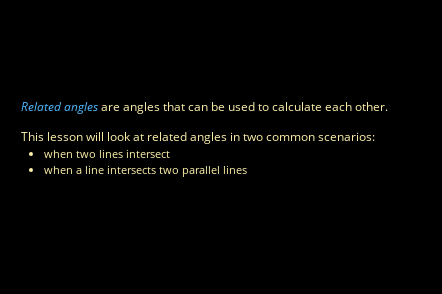 Related angles are angles that can be used to calculate each other.
This lesson will look at related angles in two common scenarios:
• when two lines intersect
• when a line intersects two parallel lines